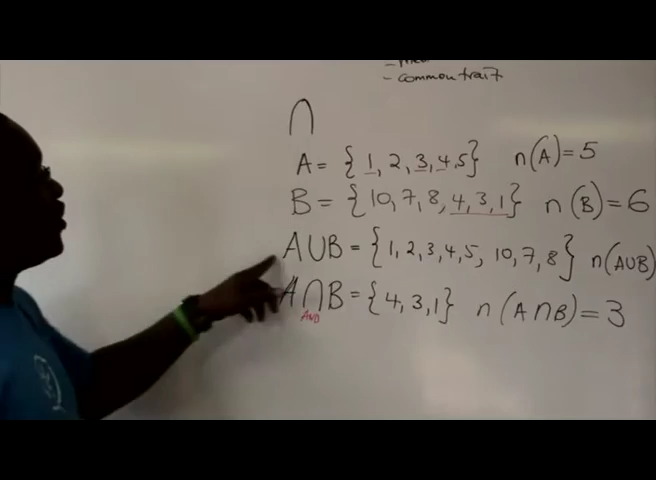 - common trait
∩
A = {1, 2, 3, 4, 5} n(A) = 5
B = {10, 7, 8, 4, 3, 1} n(B) = 6
A∪B = {1, 2, 3, 4, 5, 10, 7, 8} n(A∪B)
A∩B = {4, 3, 1} n(A∩B) = 3
AND